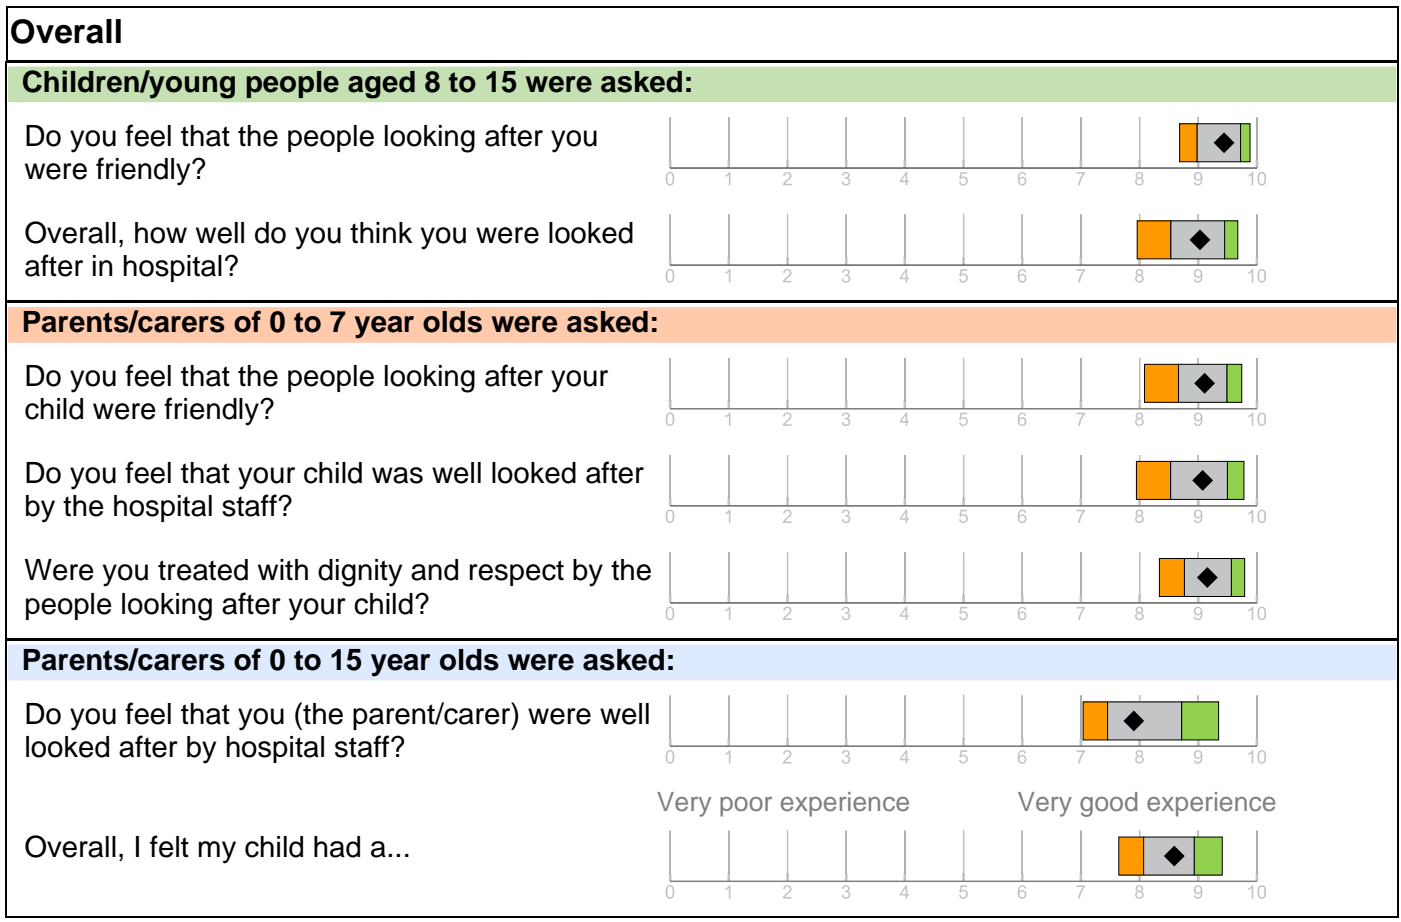 Overall
Children/young people aged 8 to 15 were asked:
Do you feel that the people looking after you
were friendly?
0 1 2 3 4 5 6 7 8 9 10
Overall, how well do you think you were looked
after in hospital?
0 1 2 3 4 5 6 7 8 9 10
Parents/carers of 0 to 7 year olds were asked:
Do you feel that the people looking after your
child were friendly?
0 1 2 3 4 5 6 7 8 9 10
Do you feel that your child was well looked after
by the hospital staff?
0 1 2 3 4 5 6 7 8 9 10
Were you treated with dignity and respect by the
people looking after your child?
0 1 2 3 4 5 6 7 8 9 10
Parents/carers of 0 to 15 year olds were asked:
Do you feel that you (the parent/carer) were well
looked after by hospital staff?
0 1 2 3 4 5 6 7 8 9 10
Very poor experience Very good experience
Overall, I felt my child had a...
0 1 2 3 4 5 6 7 8 9 10